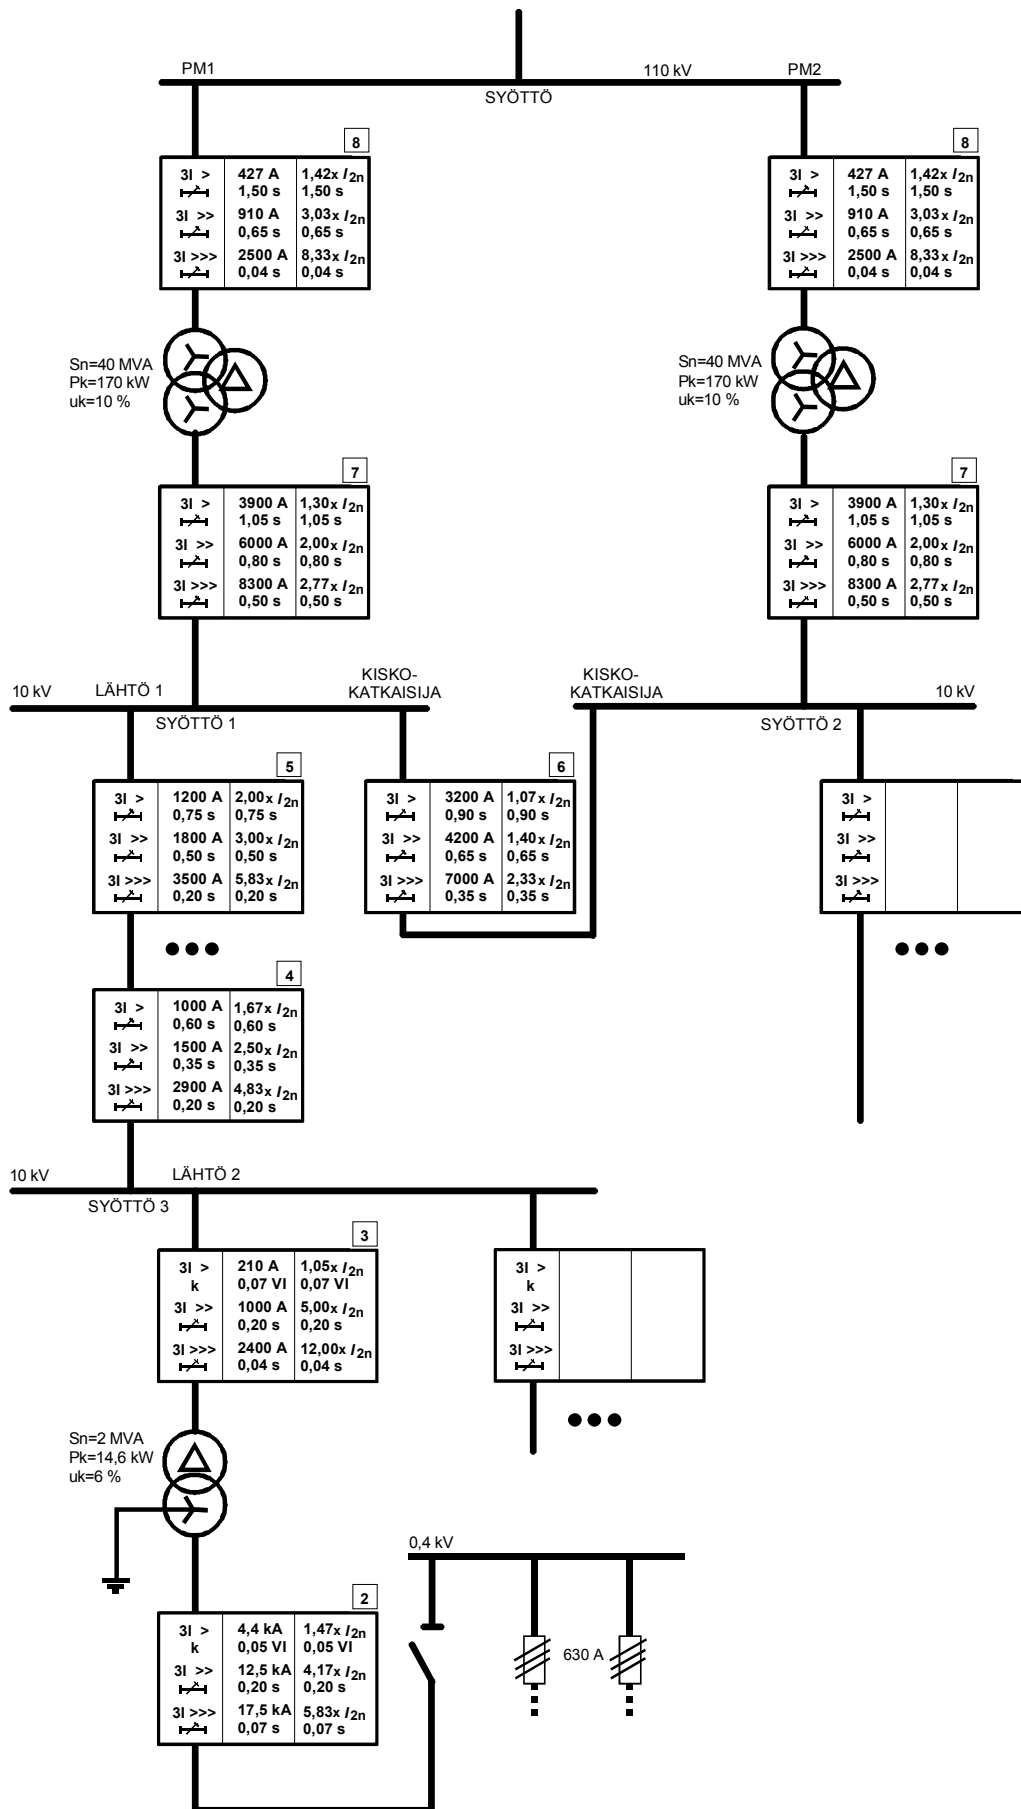 PM1
110 kV
PM2
SYÖTTÖ
8
3I > 427 A 1,42x I2n
1,50 s 1,50 s
3I >> 910 A 3,03x I2n
0,65 s 0,65 s
3I >>> 2500 A 8,33x I2n
0,04 s 0,04 s
8
3I > 427 A 1,42x I2n
1,50 s 1,50 s
3I >> 910 A 3,03x I2n
0,65 s 0,65 s
3I >>> 2500 A 8,33x I2n
0,04 s 0,04 s
Sn=40 MVA
Pk=170 kW
uk=10 %
Sn=40 MVA
Pk=170 kW
uk=10 %
7
3I > 3900 A 1,30x I2n
1,05 s 1,05 s
3I >> 6000 A 2,00x I2n
0,80 s 0,80 s
3I >>> 8300 A 2,77x I2n
0,50 s 0,50 s
7
3I > 3900 A 1,30x I2n
1,05 s 1,05 s
3I >> 6000 A 2,00x I2n
0,80 s 0,80 s
3I >>> 8300 A 2,77x I2n
0,50 s 0,50 s
10 kV
LÄHTÖ 1
SYÖTTÖ 1
KISKO-
KATKAISIJA
KISKO-
KATKAISIJA
10 kV
SYÖTTÖ 2
5
3I > 1200 A 2,00x I2n
0,75 s 0,75 s
3I >> 1800 A 3,00x I2n
0,50 s 0,50 s
3I >>> 3500 A 5,83x I2n
0,20 s 0,20 s
6
3I > 3200 A 1,07x I2n
0,90 s 0,90 s
3I >> 4200 A 1,40x I2n
0,65 s 0,65 s
3I >>> 7000 A 2,33x I2n
0,35 s 0,35 s
3I >
3I >>
3I >>>
4
3I > 1000 A 1,67x I2n
0,60 s 0,60 s
3I >> 1500 A 2,50x I2n
0,35 s 0,35 s
3I >>> 2900 A 4,83x I2n
0,20 s 0,20 s
10 kV
LÄHTÖ 2
SYÖTTÖ 3
3
3I > 210 A 1,05x I2n
k 0,07 VI 0,07 VI
3I >> 1000 A 5,00x I2n
0,20 s 0,20 s
3I >>> 2400 A 12,00x I2n
0,04 s 0,04 s
3I >
k
3I >>
3I >>>
Sn=2 MVA
Pk=14,6 kW
uk=6 %
0,4 kV
2
3I > 4,4 kA 1,47x I2n
k 0,05 VI 0,05 VI
3I >> 12,5 kA 4,17x I2n
0,20 s 0,20 s
3I >>> 17,5 kA 5,83x I2n
0,07 s 0,07 s
630 A